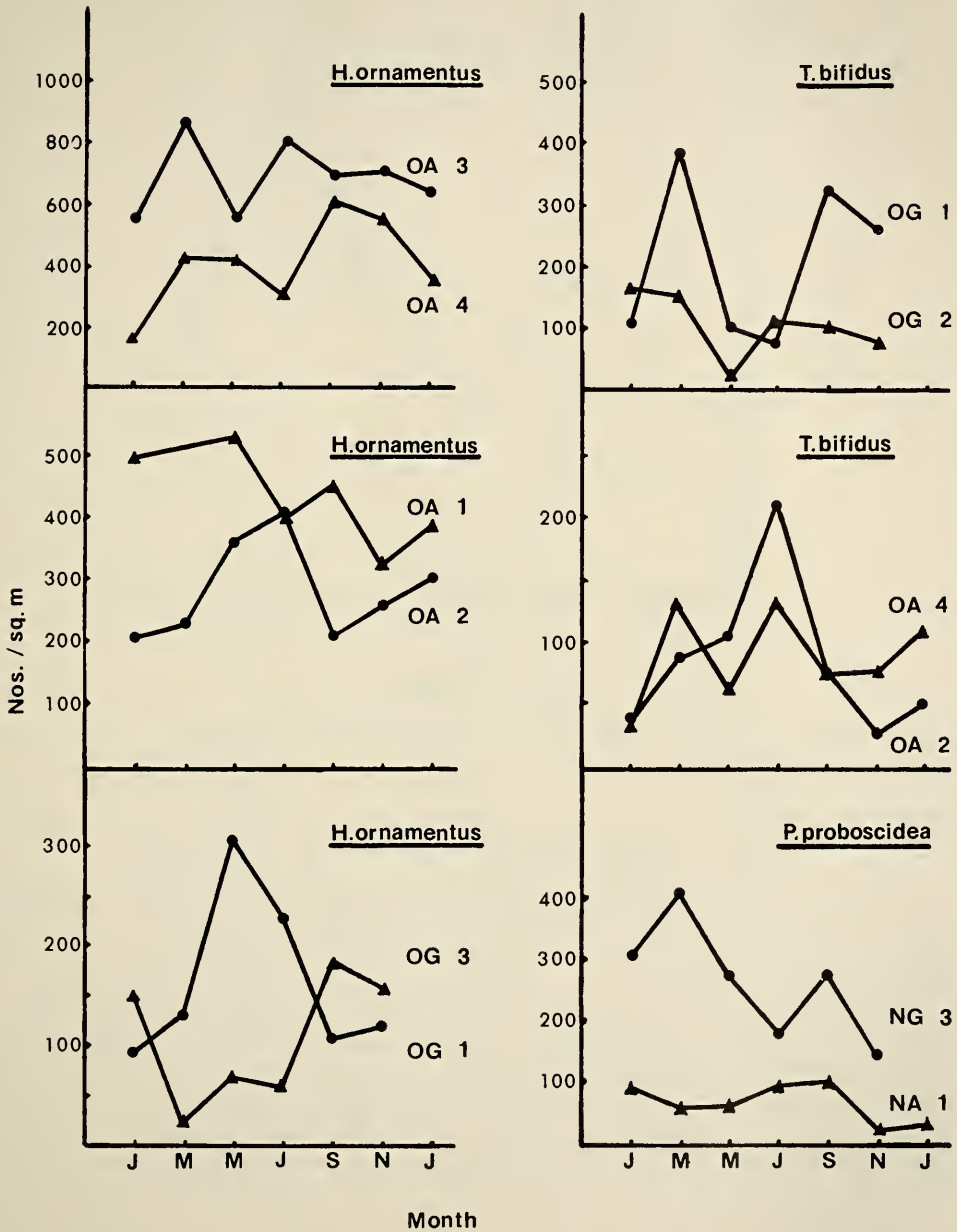 H.ornamentus
1000
800
600
400
200
OA 3
OA 4
T.bifidus
500
400
300
200
100
OG 1
OG 2
H.ornamentus
500
400
300
200
100
OA 1
OA 2
T.bifidus
200
100
OA 4
OA 2
H.ornamentus
300
200
100
OG 3
OG 1
J M M J S N J
P.proboscidea
400
300
200
100
NG 3
NA 1
J M M J S N J
Nos. / sq. m
Month